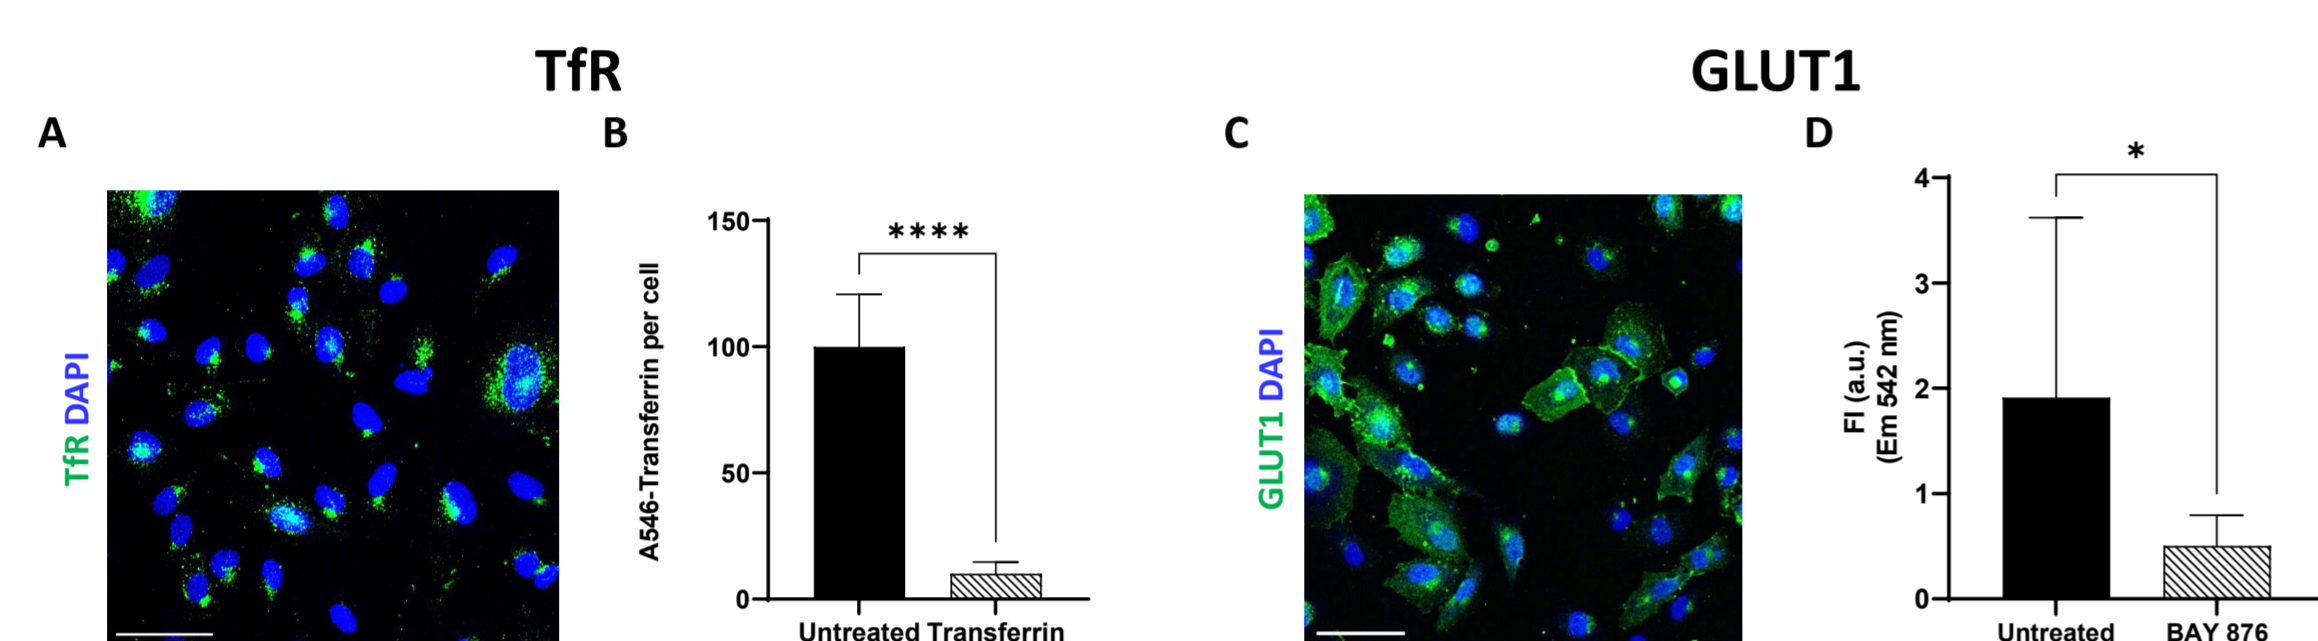 TfR
GLUT1
A
B
C
D
TfR DAPI
A546-Transferrin per cell
150
100
50
0
****
Untreated Transferrin
GLUT1 DAPI
FI (a.u.)
(Em 542 nm)
4
3
2
1
0
*
Untreated BAY 876